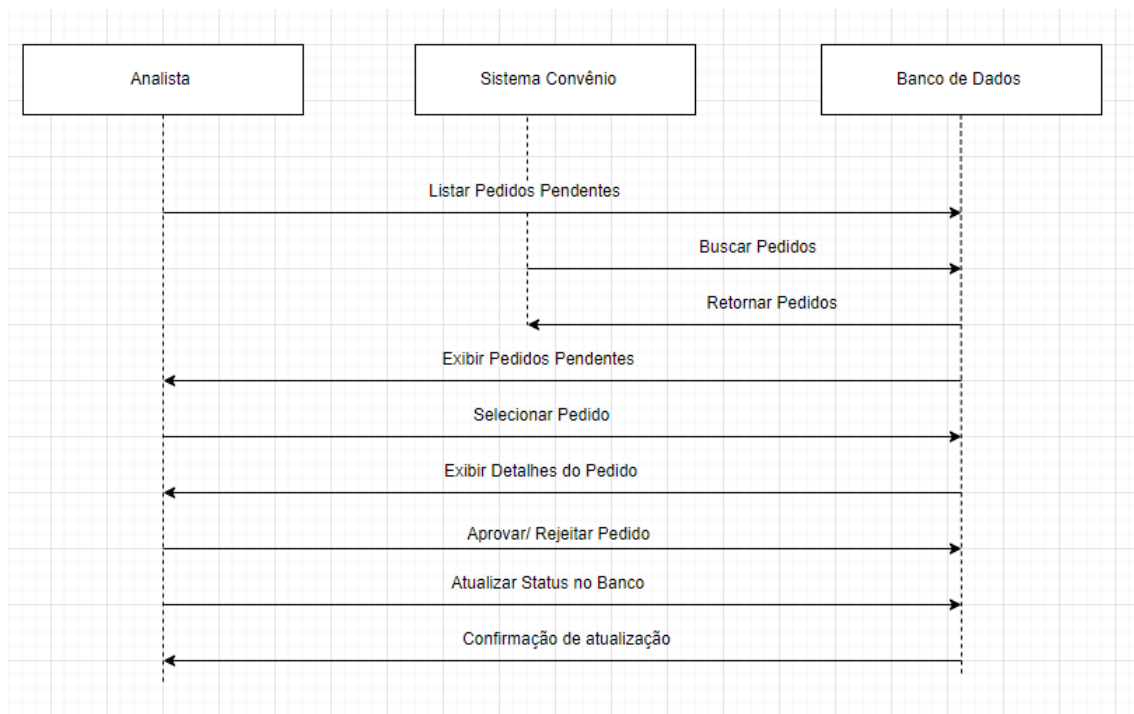 Analista
Sistema Convênio
Banco de Dados
Listar Pedidos Pendentes
Buscar Pedidos
Retornar Pedidos
Exibir Pedidos Pendentes
Selecionar Pedido
Exibir Detalhes do Pedido
Aprovar/ Rejeitar Pedido
Atualizar Status no Banco
Confirmação de atualização